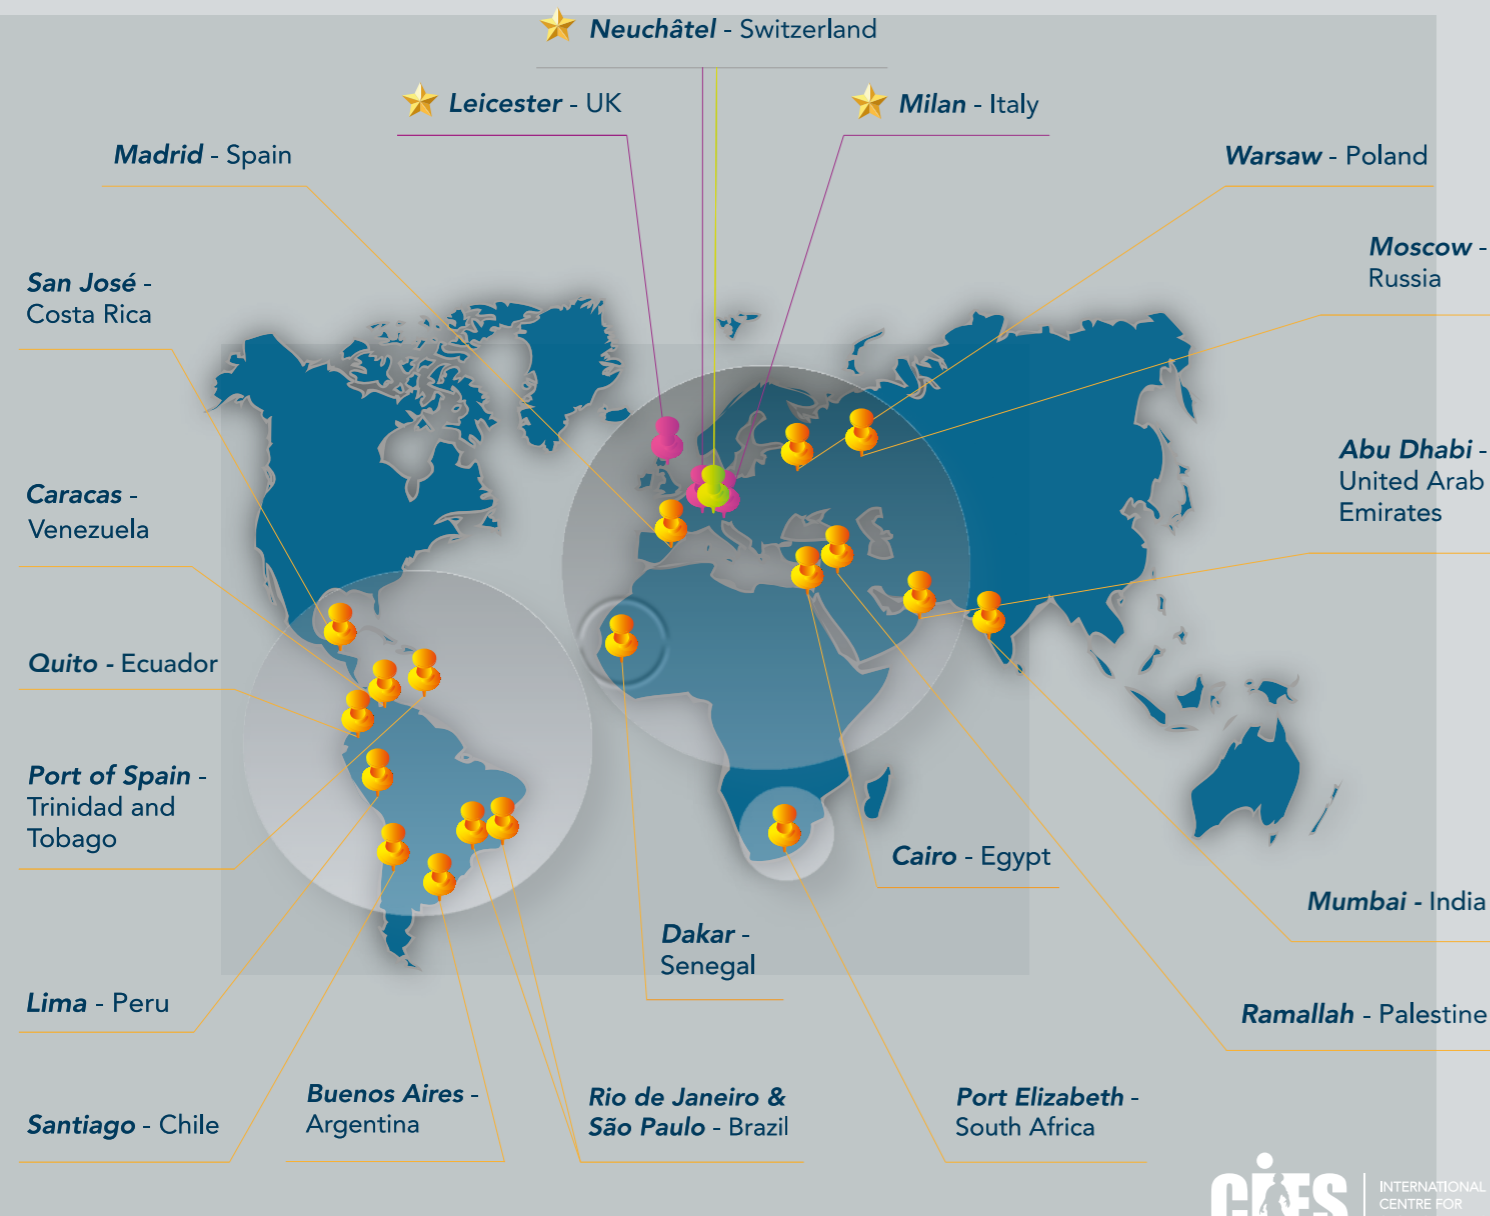 Neuchâtel - Switzerland
Leicester - UK
Milan - Italy
Madrid - Spain
Warsaw - Poland
Moscow -
Russia
San José -
Costa Rica
Abu Dhabi -
United Arab
Emirates
Caracas -
Venezuela
Quito - Ecuador
Port of Spain -
Trinidad and
Tobago
Cairo - Egypt
Mumbai - India
Dakar -
Senegal
Lima - Peru
Ramallah - Palestine
Buenos Aires -
Argentina
Rio de Janeiro &
São Paulo - Brazil
Port Elizabeth -
South Africa
Santiago - Chile
CIES
INTERNATIONAL
CENTRE FOR